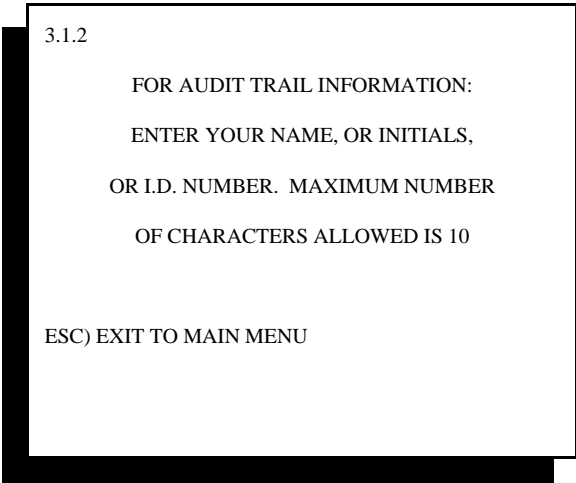 3.1.2
FOR AUDIT TRAIL INFORMATION:
ENTER YOUR NAME, OR INITIALS,
OR I.D. NUMBER.  MAXIMUM NUMBER
OF CHARACTERS ALLOWED IS 10
ESC) EXIT TO MAIN MENU